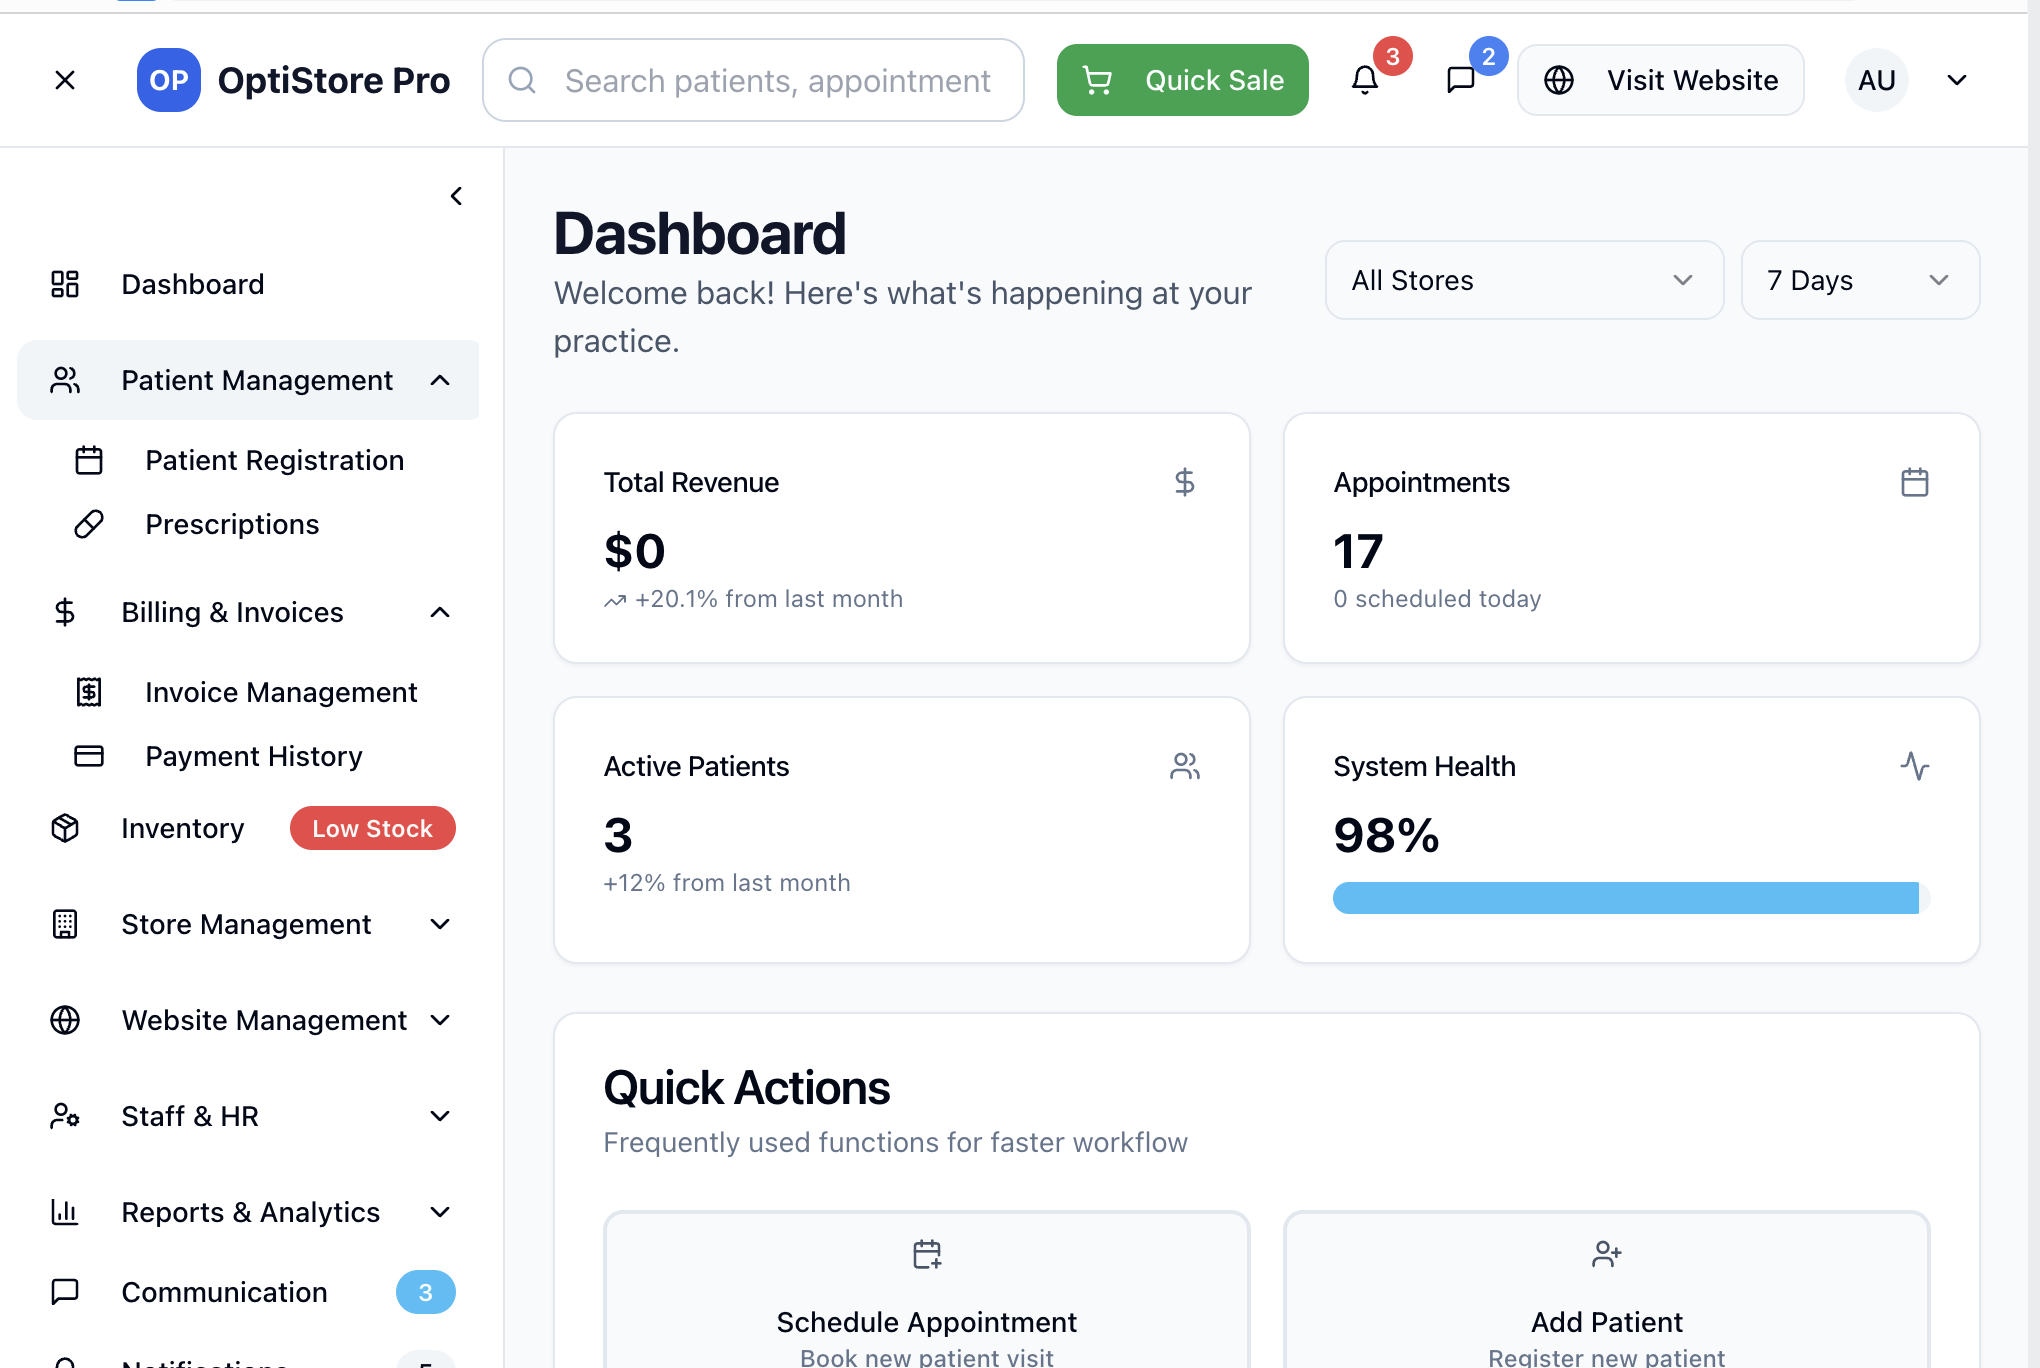 OP OptiStore Pro
Search patients, appointment
Quick Sale
3
2
Visit Website
AU
Dashboard
Patient Management
Patient Registration
Prescriptions
Billing & Invoices
Invoice Management
Payment History
Inventory
Low Stock
Store Management
Website Management
Staff & HR
Reports & Analytics
Communication
3
Notifications
5
Dashboard
Welcome back! Here's what's happening at your
practice.
All Stores
7 Days
Total Revenue
$0
+20.1% from last month
Appointments
17
0 scheduled today
Active Patients
3
+12% from last month
System Health
98%
Quick Actions
Frequently used functions for faster workflow
Schedule Appointment
Book new patient visit
Add Patient
Register new patient